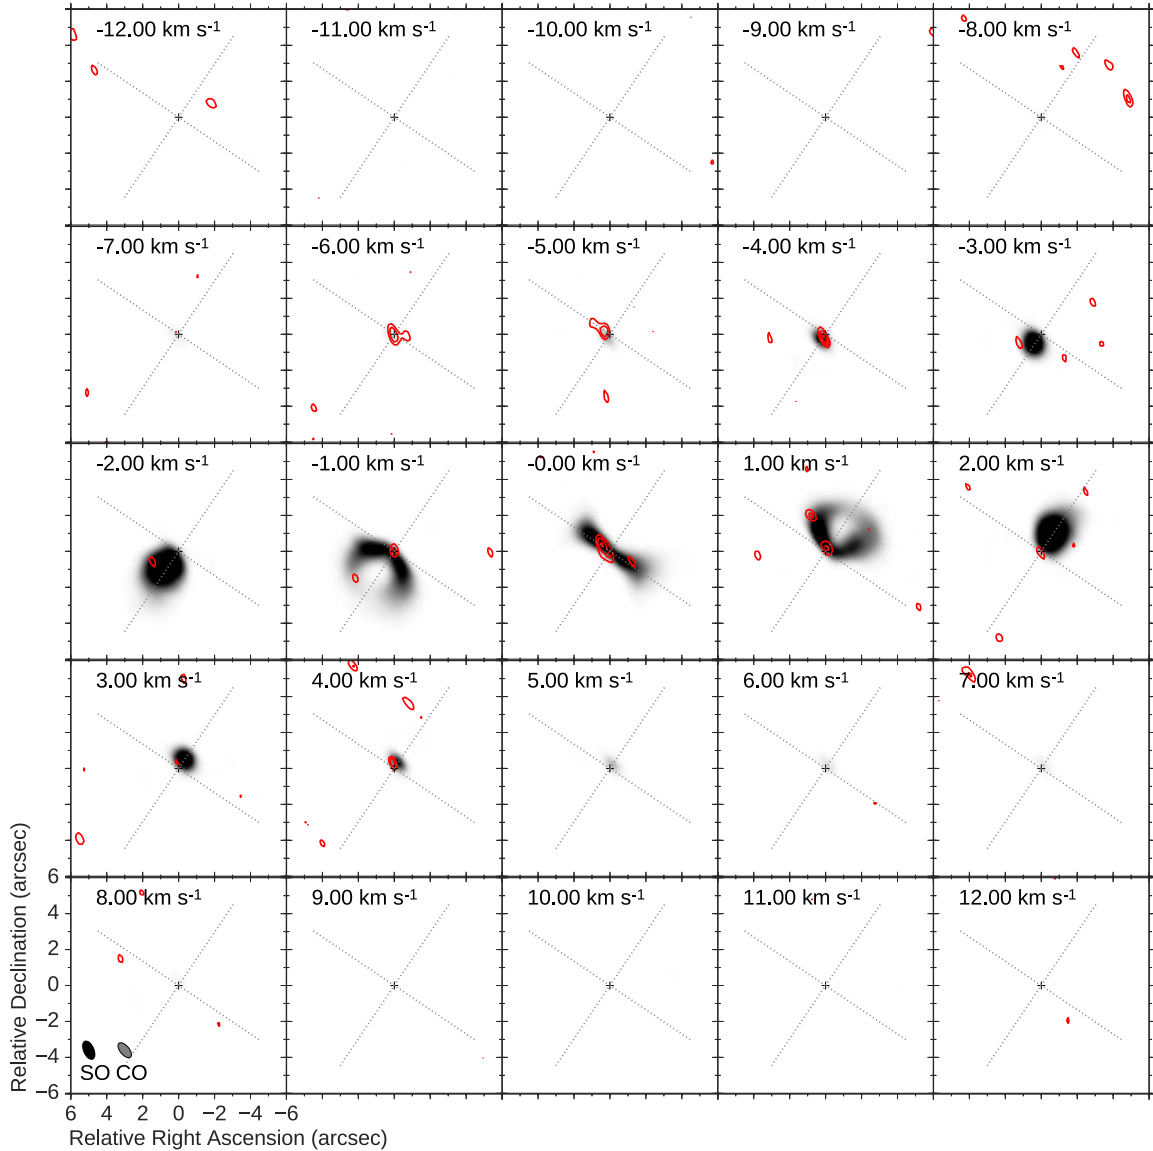 -12.00 km s-1
-11.00 km s-1
-10.00 km s-1
-9.00 km s-1
-8.00 km s-1
-7.00 km s-1
-6.00 km s-1
-5.00 km s-1
-4.00 km s-1
-3.00 km s-1
-2.00 km s-1
-1.00 km s-1
-0.00 km s-1
1.00 km s-1
2.00 km s-1
3.00 km s-1
4.00 km s-1
5.00 km s-1
6.00 km s-1
7.00 km s-1
8.00 km s-1
9.00 km s-1
10.00 km s-1
11.00 km s-1
12.00 km s-1
SO CO
6
4
2
0
−2
−4
−6
Relative Declination (arcsec)
6 4 2 0 −2 −4 −6
Relative Right Ascension (arcsec)